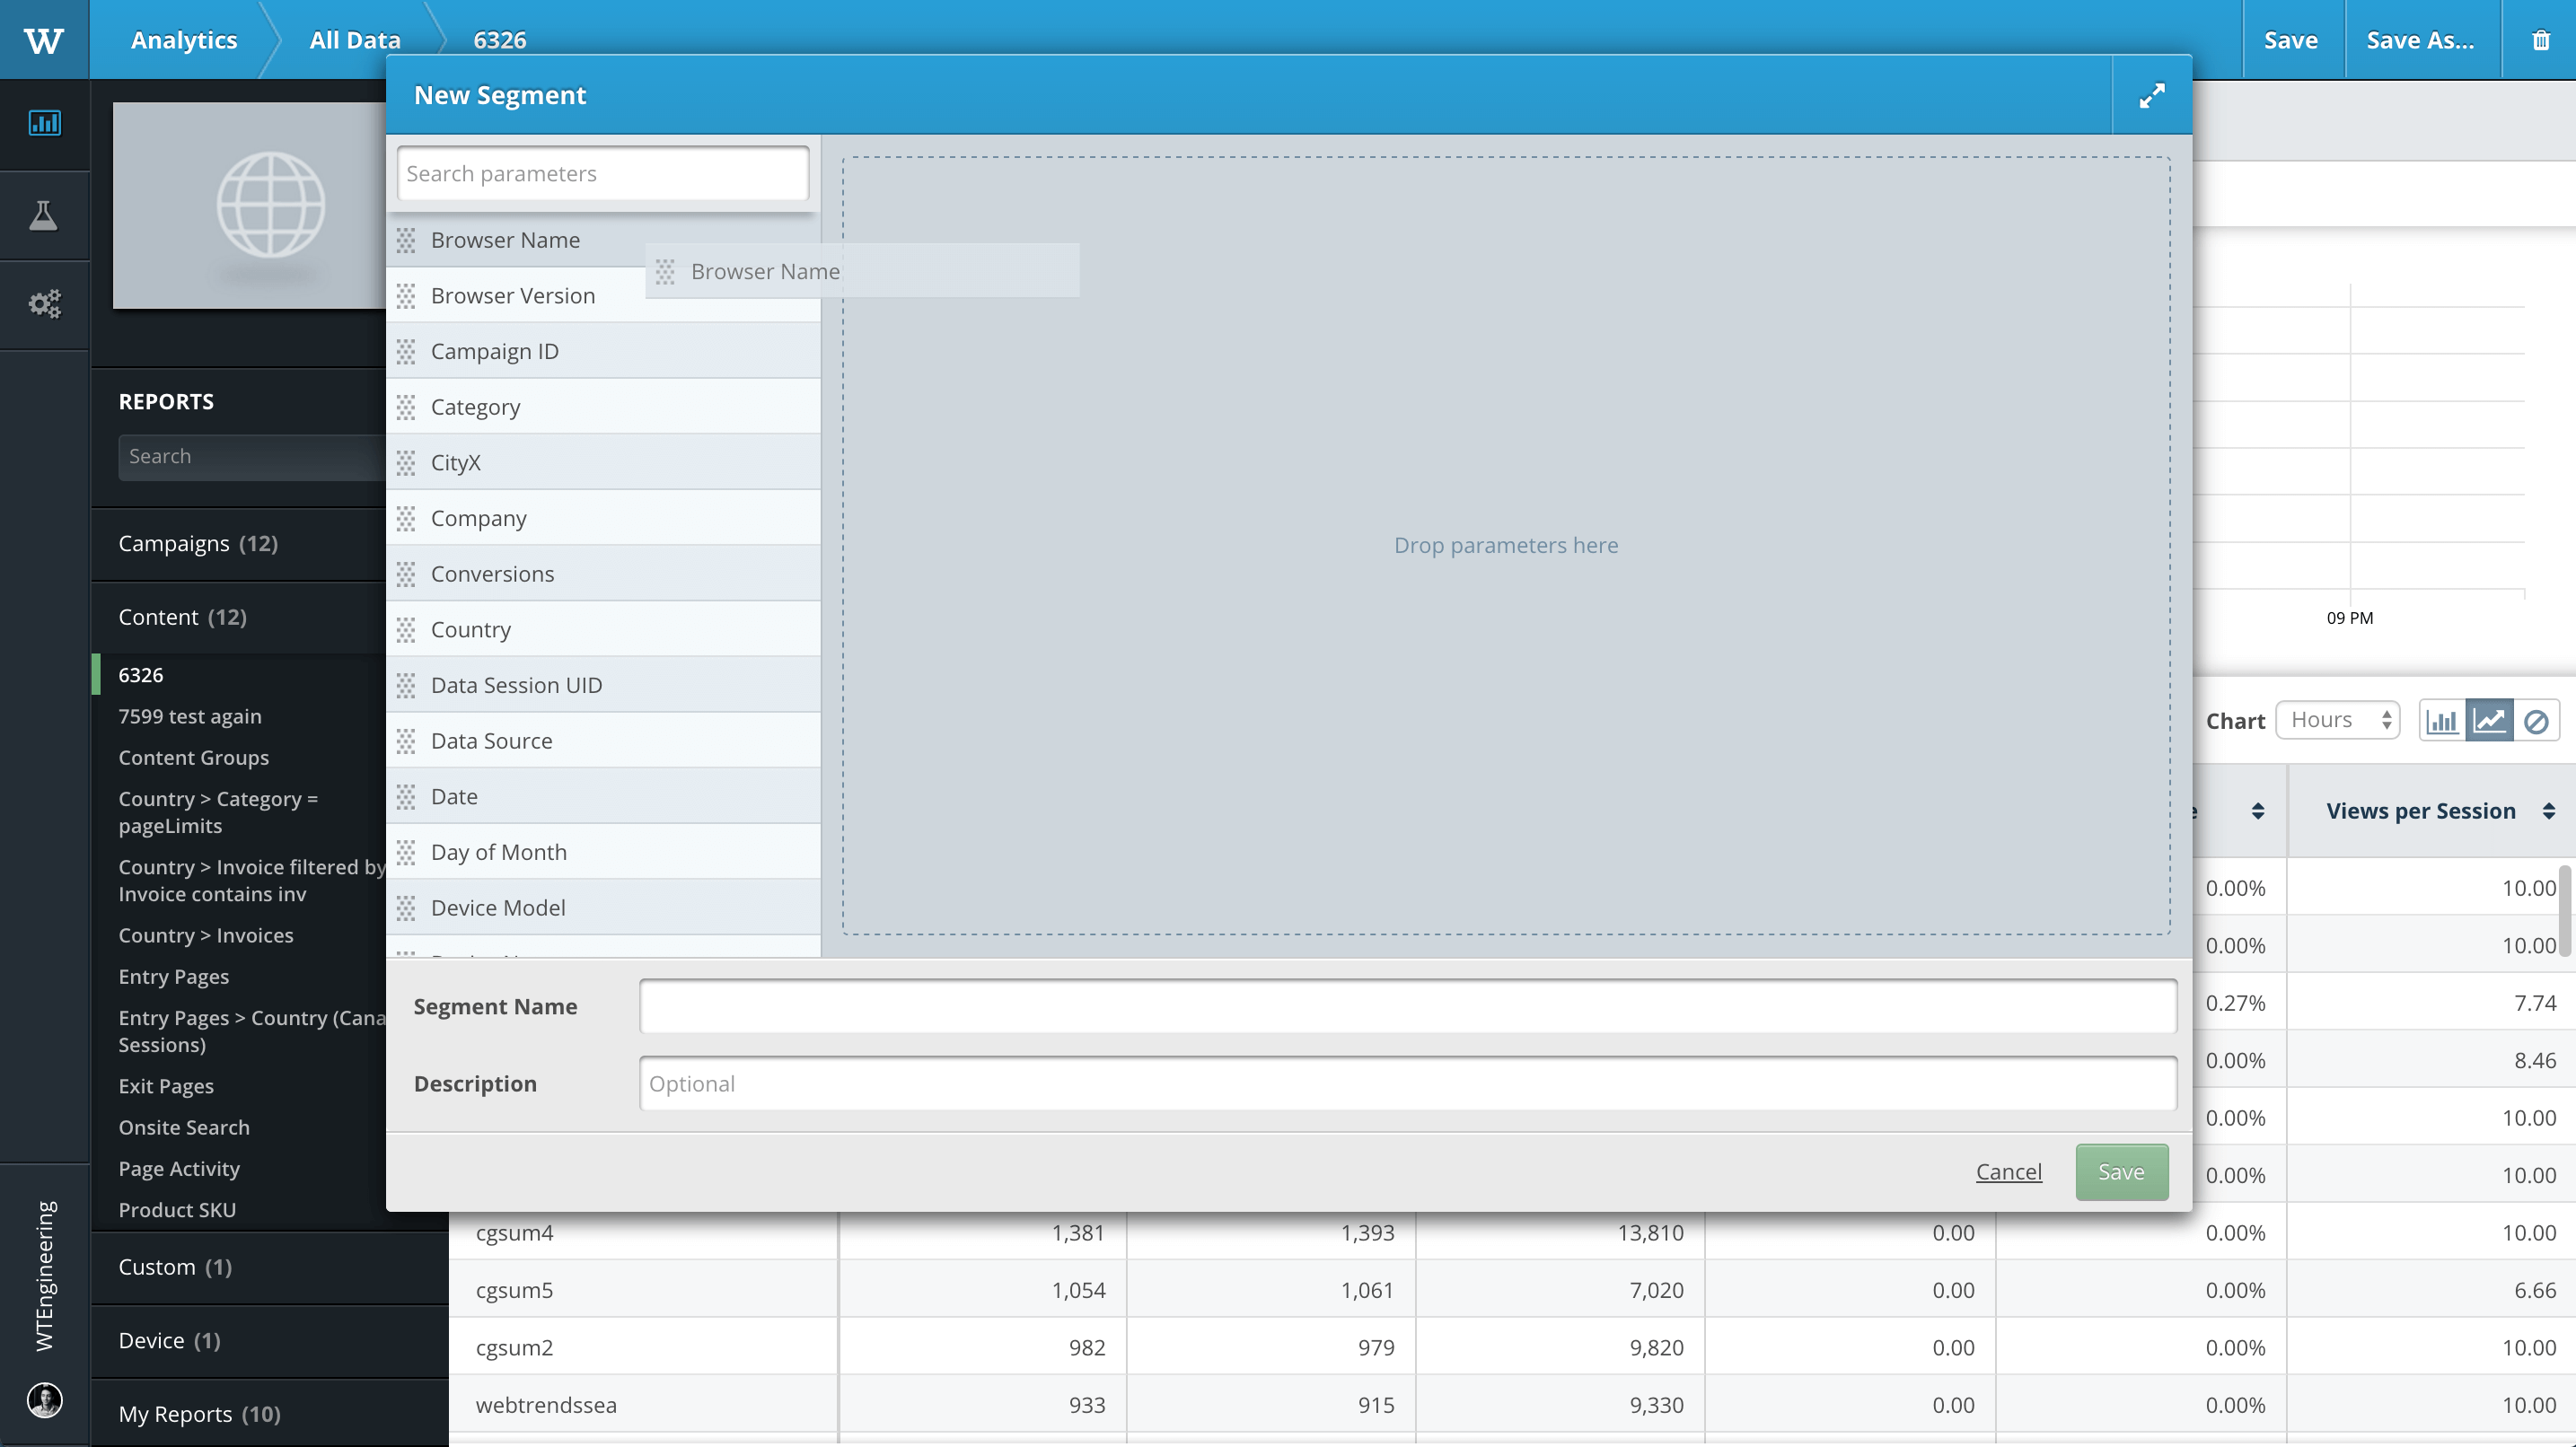 W
Analytics
All Data
6326
Save
Save As...
New Segment
Search parameters
Browser Name
Browser Name
Browser Version
Campaign ID
Category
CityX
Company
Conversions
Country
Data Session UID
Data Source
Date
Day of Month
Device Model
Drop parameters here
Segment Name
Description
Optional
Cancel
Save
REPORTS
Search
Campaigns (12)
Content (12)
6326
7599 test again
Content Groups
Country > Category =
pageLimits
Country > Invoice filtered by
Invoice contains inv
Country > Invoices
Entry Pages
Entry Pages > Country (Cana
Sessions)
Exit Pages
Onsite Search
Page Activity
Product SKU
Custom (1)
Device (1)
My Reports (10)
WTEngineering
09 PM
Chart
Hours
Views per Session
0.00% 10.00
0.00% 10.00
0.27% 7.74
0.00% 8.46
0.00% 10.00
0.00% 10.00
cgsum4 1,381 1,393 13,810 0.00 0.00% 10.00
cgsum5 1,054 1,061 7,020 0.00 0.00% 6.66
cgsum2 982 979 9,820 0.00 0.00% 10.00
webtrendssea 933 915 9,330 0.00 0.00% 10.00